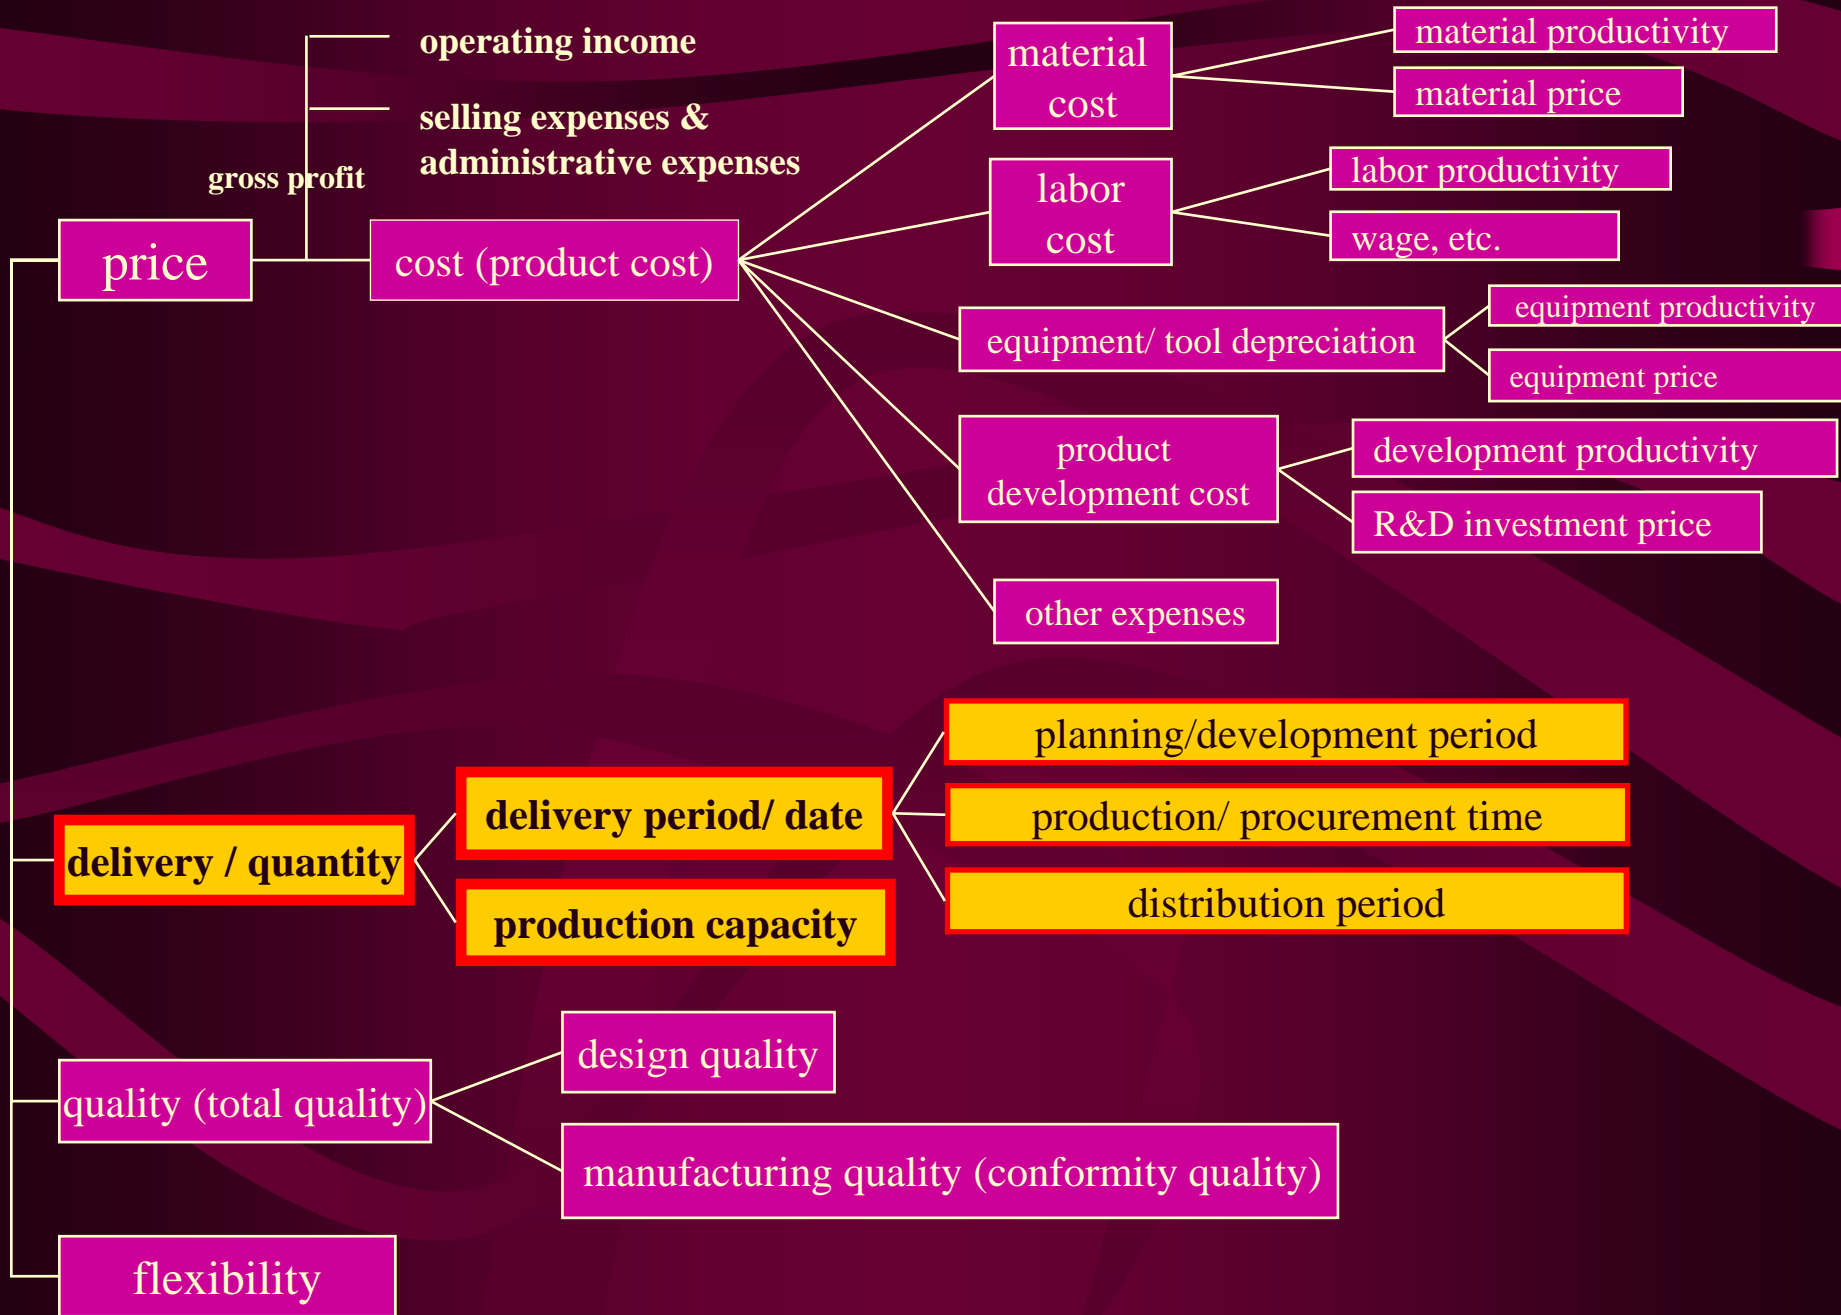 operating income
selling expenses &
administrative expenses
gross profit
price
cost (product cost)
material
cost
material productivity
material price
labor
cost
labor productivity
wage, etc.
equipment/ tool depreciation
equipment productivity
equipment price
product
development cost
development productivity
R&D investment price
other expenses
delivery / quantity
delivery period/ date
production capacity
planning/development period
production/ procurement time
distribution period
quality (total quality)
design quality
manufacturing quality (conformity quality)
flexibility